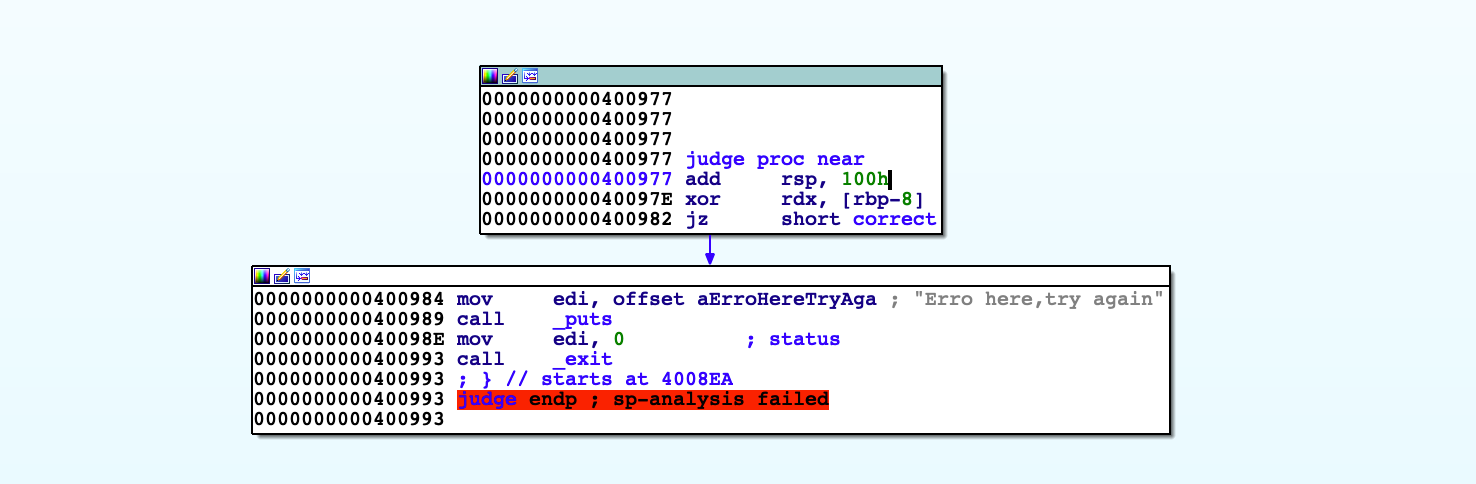 0000000000400977
0000000000400977
0000000000400977
0000000000400977 judge proc near
0000000000400977 add     rsp, 100h
000000000040097E xor     rdx, [rbp-8]
0000000000400982 jz      short correct
0000000000400984 mov     edi, offset aErroHereTryAga ; "Erro here,try again"
0000000000400989 call    _puts
000000000040098E mov     edi, 0          ; status
0000000000400993 call    _exit
0000000000400993 ; } // starts at 4008EA
0000000000400993 judge endp ; sp-analysis failed
0000000000400993